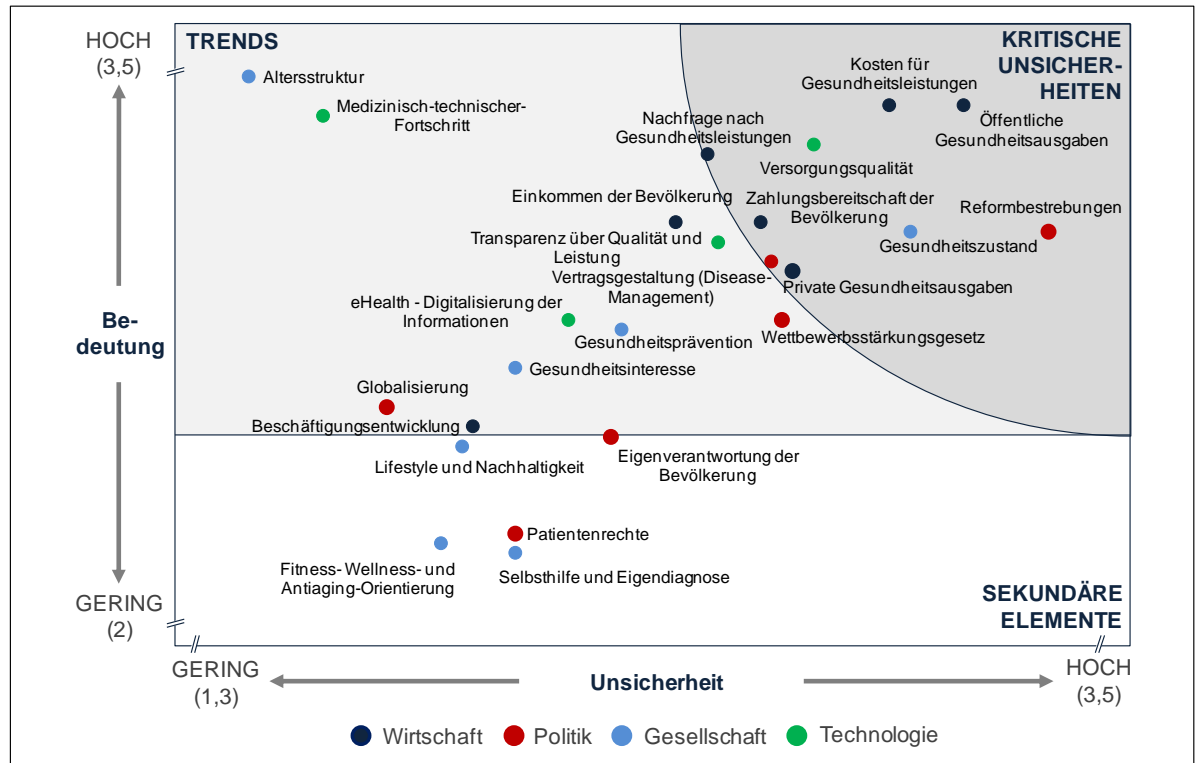 HOCH
(3,5)
TRENDS
KRITISCHE
UNSICHER-
HEITEN
Altersstruktur
Medizinisch-technischer-
Fortschritt
Kosten für
Gesundheitsleistungen
Öffentliche
Gesundheitsausgaben
Nachfrage nach
Gesundheitsleistungen
Versorgungsqualität
Einkommen der Bevölkerung
Zahlungsbereitschaft der
Bevölkerung
Reformbestrebungen
Gesundheitszustand
Transparenz über Qualität und
Leistung
Vertragsgestaltung (Disease-
Management)
Private Gesundheitsausgaben
eHealth - Digitalisierung der
Informationen
Gesundheitsprävention
Wettbewerbsstärkungsgesetz
Be-
deutung
Gesundheitsinteresse
Globalisierung
Beschäftigungsentwicklung
Lifestyle und Nachhaltigkeit
Eigenverantwortung der
Bevölkerung
Patientenrechte
Fitness- Wellness- und
Antiaging-Orientierung
Selbsthilfe und Eigendiagnose
SEKUNDÄRE
ELEMENTE
GERING
(2)
GERING
(1,3)
Unsicherheit
HOCH
(3,5)
Wirtschaft
Politik
Gesellschaft
Technologie